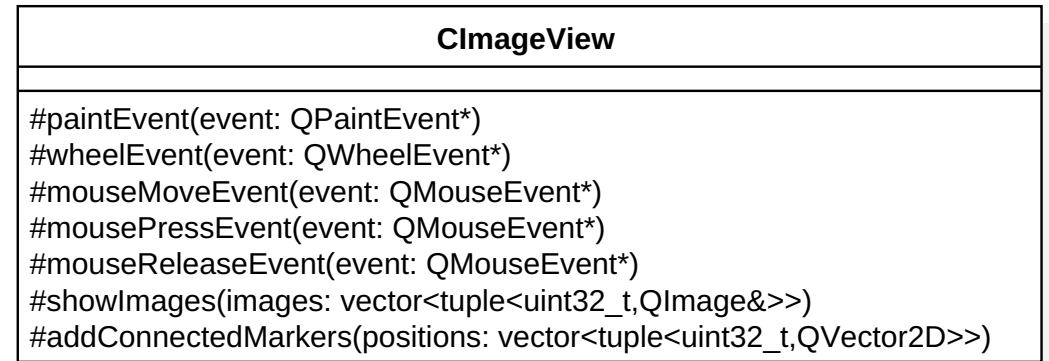 CImageView
#paintEvent(event: QPaintEvent*)
#wheelEvent(event: QWheelEvent*)
#mouseMoveEvent(event: QMouseEvent*)
#mousePressEvent(event: QMouseEvent*)
#mouseReleaseEvent(event: QMouseEvent*)
#showImages(images: vector<tuple<uint32_t,QImage&>>)
#addConnectedMarkers(positions: vector<tuple<uint32_t,QVector2D>>)